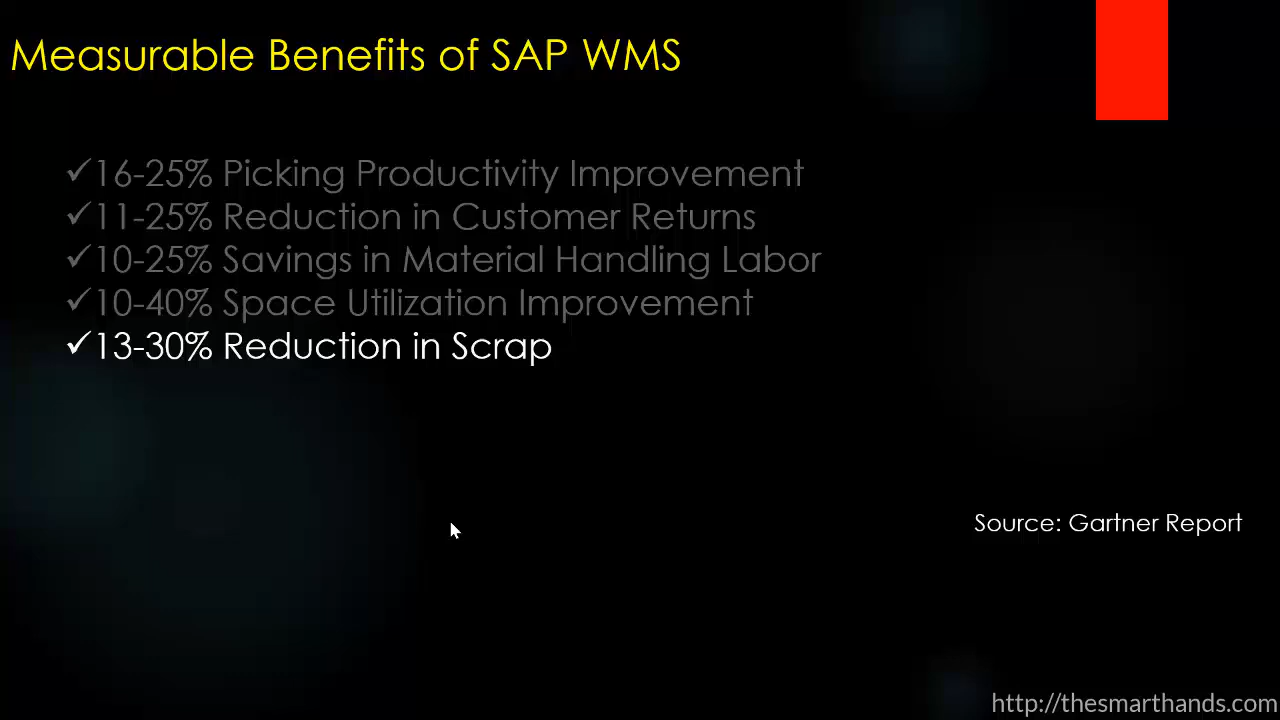 Measurable Benefits of SAP WMS
✓16-25% Picking Productivity Improvement
✓11-25% Reduction in Customer Returns
✓10-25% Savings in Material Handling Labor
✓10-40% Space Utilization Improvement
✓13-30% Reduction in Scrap
Source: Gartner Report
http://thesmarthands.com